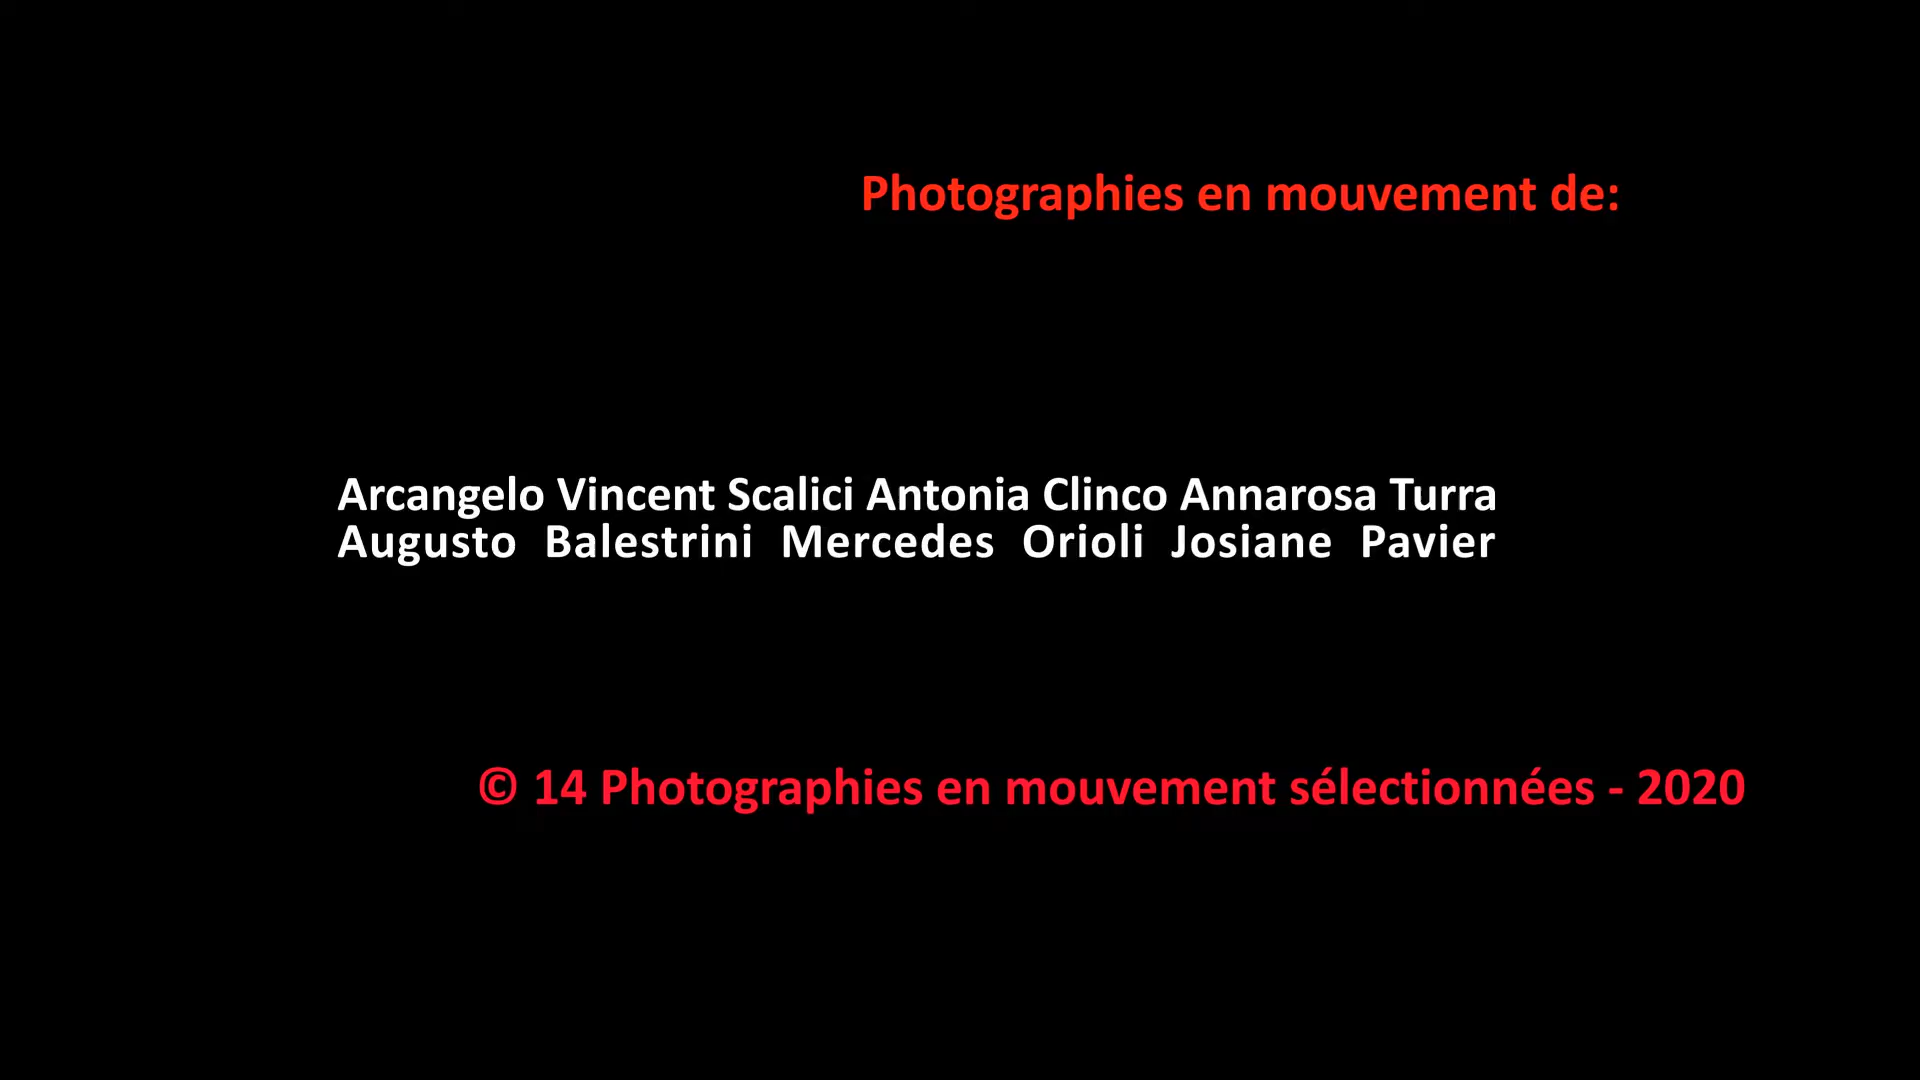 Photographies en mouvement de:
Arcangelo Vincent Scalici Antonia Clinco Annarosa Turra
Augusto Balestrini Mercedes Orioli Josiane Pavier
© 14 Photographies en mouvement sélectionnées - 2020